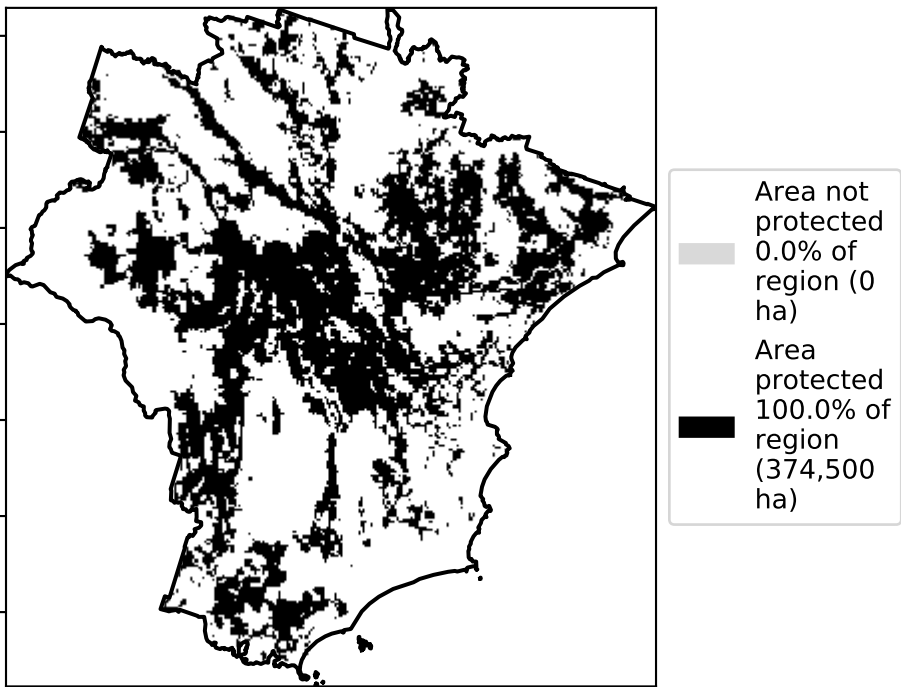 Area not
protected
0.0% of
region (0
ha)
Area
protected
100.0% of
region
(374,500
ha)